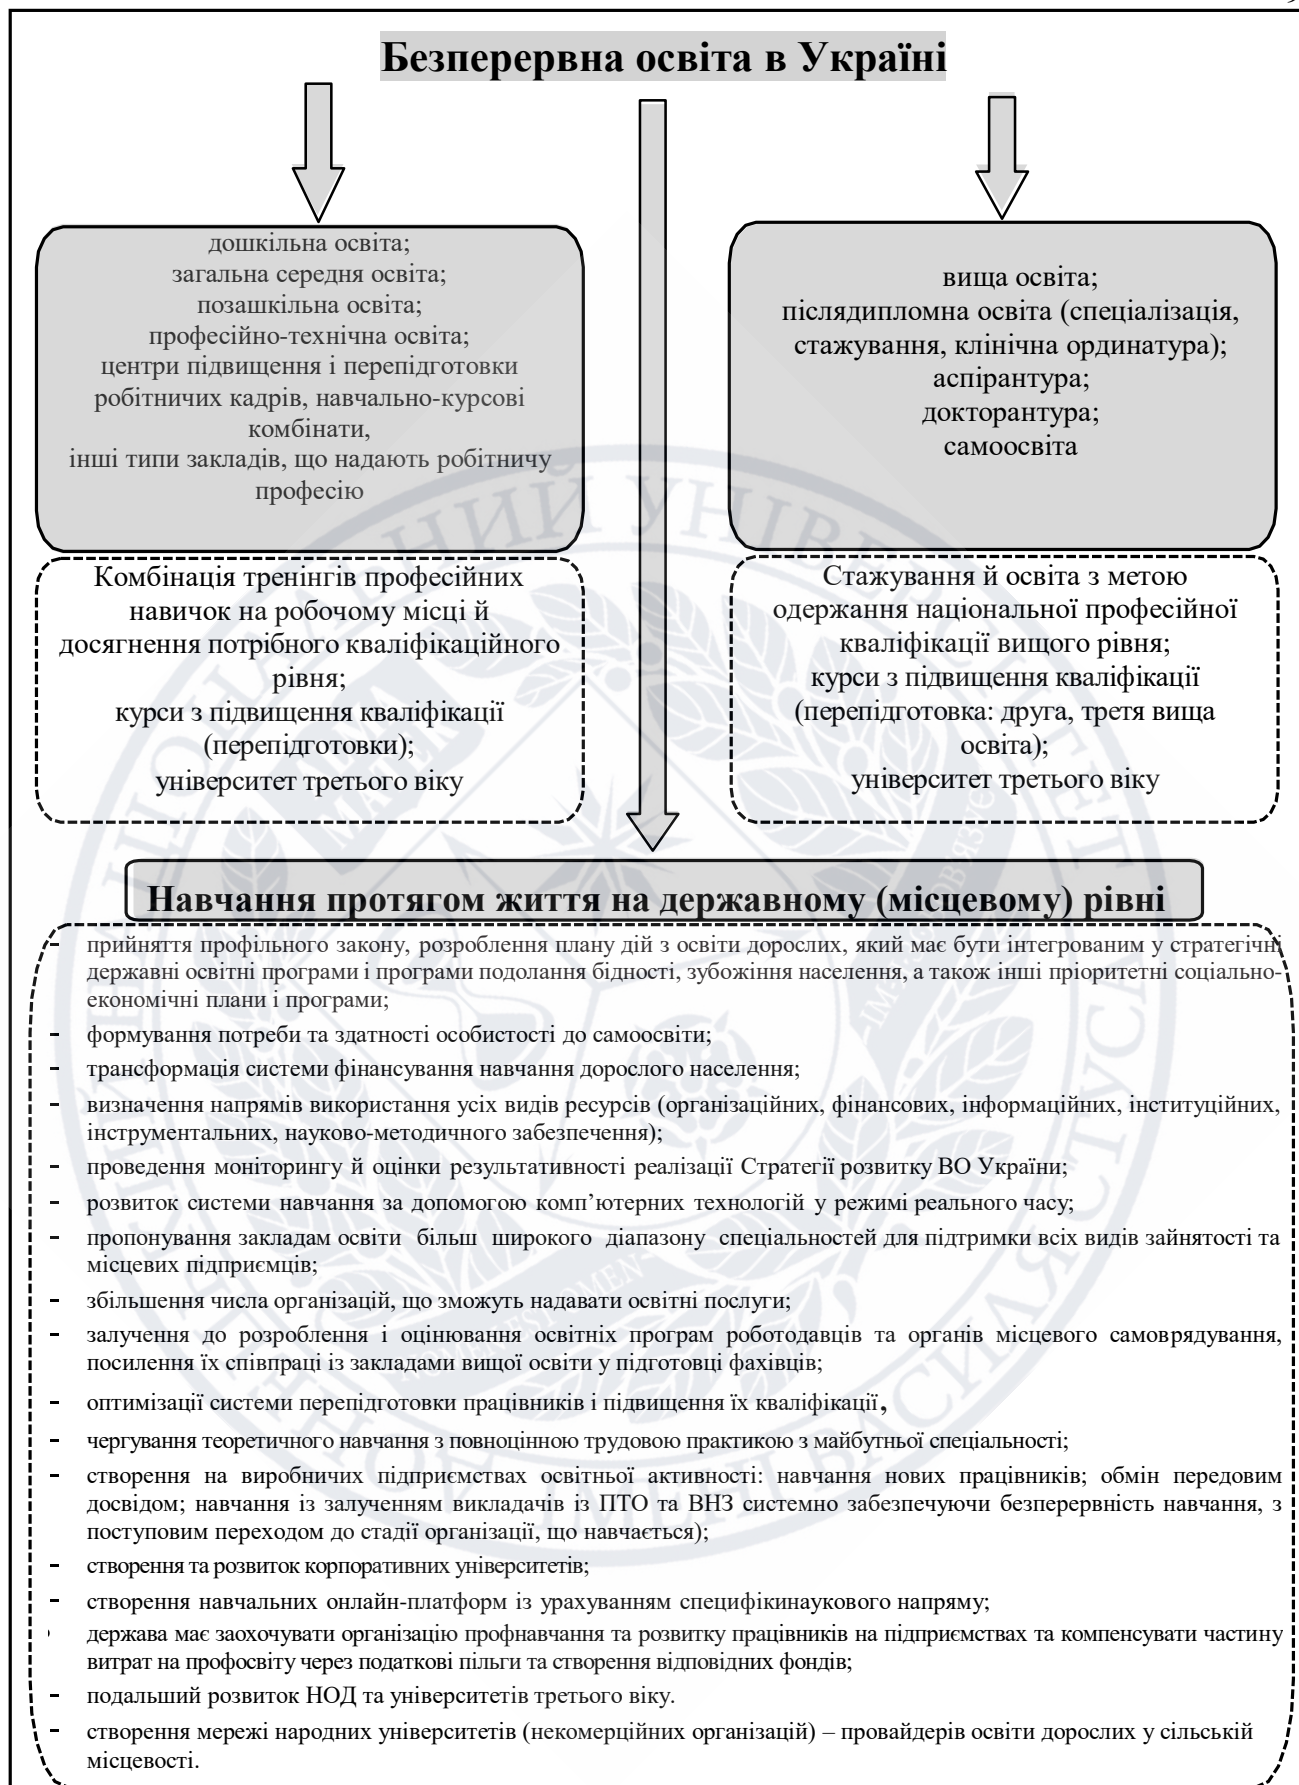 Безперервна освіта в Україні
дошкільна освіта;
загальна середня освіта;
позашкільна освіта;
професійно-технічна освіта;
центри підвищення і перепідготовки
робітничих кадрів, навчально-курсові
комбінати,
інші типи закладів, що надають робітничу
професію
вища освіта;
післядипломна освіта (спеціалізація,
стажування, клінічна ординатура);
аспірантура;
докторантура;
самоосвіта
Комбінація тренінгів професійних
навичок на робочому місці й
досягнення потрібного кваліфікаційного
рівня;
курси з підвищення кваліфікації
(перепідготовки);
університет третього віку
Стажування й освіта з метою
одержання національної професійної
кваліфікації вищого рівня;
курси з підвищення кваліфікації
(перепідготовка: друга, третя вища
освіта);
університет третього віку
Навчання протягом життя на державному (місцевому) рівні
- прийняття профільного закону, розроблення плану дій з освіти дорослих, який має бути інтегрованим у стратегічні
державні освітні програми і програми подолання бідності, зубожіння населення, а також інші пріоритетні соціально-
економічні плани і програми;
- формування потреби та здатності особистості до самоосвіти;
- трансформація системи фінансування навчання дорослого населення;
- визначення напрямів використання усіх видів ресурсів (організаційних, фінансових, інформаційних, інституційних,
інструментальних, науково-методичного забезпечення);
- проведення моніторингу й оцінки результативності реалізації Стратегії розвитку ВО України;
- розвиток системи навчання за допомогою комп’ютерних технологій у режимі реального часу;
- пропонування закладам освіти більш широкого діапазону спеціальностей для підтримки всіх видів зайнятості та
місцевих підприємців;
- збільшення числа організацій, що зможуть надавати освітні послуги;
- залучення до розроблення і оцінювання освітніх програм роботодавців та органів місцевого самоврядування,
посилення їх співпраці із закладами вищої освіти у підготовці фахівців;
- оптимізації системи перепідготовки працівників і підвищення їх кваліфікації,
- чергування теоретичного навчання з повноцінною трудовою практикою з майбутньої спеціальності;
- створення на виробничих підприємствах освітньої активності: навчання нових працівників; обмін передовим
досвідом; навчання із залученням викладачів із ПТО та ВНЗ системно забезпечуючи безперервність навчання, з
поступовим переходом до стадії організації, що навчається);
- створення та розвиток корпоративних університетів;
- створення навчальних онлайн-платформ із урахуванням специфікинаукового напряму;
держава має заохочувати організацію профнавчання та розвитку працівників на підприємствах та компенсувати частину
витрат на профосвіту через податкові пільги та створення відповідних фондів;
- подальший розвиток НОД та університетів третього віку.
- створення мережі народних університетів (некомерційних організацій) – провайдерів освіти дорослих у сільській
місцевості.